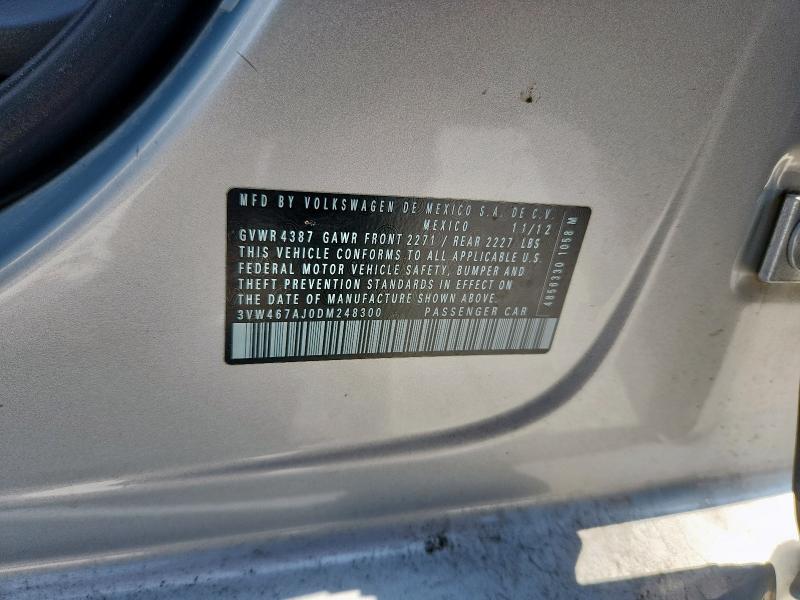 MFD BY VOLKSWAGEN DE MEXICO S.A. DE C.V.
MEXICO 11/12
GVWR 4387 GAWR FRONT 2271 / REAR 2227 LBS
THIS VEHICLE CONFORMS TO ALL APPLICABLE U.S.
FEDERAL MOTOR VEHICLE SAFETY, BUMPER AND
THEFT PREVENTION STANDARDS IN EFFECT ON
THE DATE OF MANUFACTURE SHOWN ABOVE.
3VW467AJ0DM248300 PASSENGER CAR
4856330 1058 M